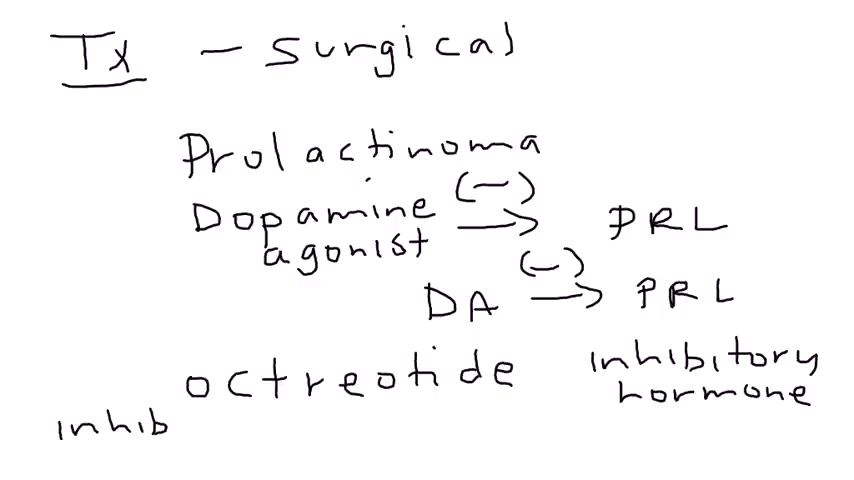 Tx - surgical
Prolactinoma
Dopamine agonist (-) → PRL
DA (-) → PRL
octreotide inhibitory hormone
inhib